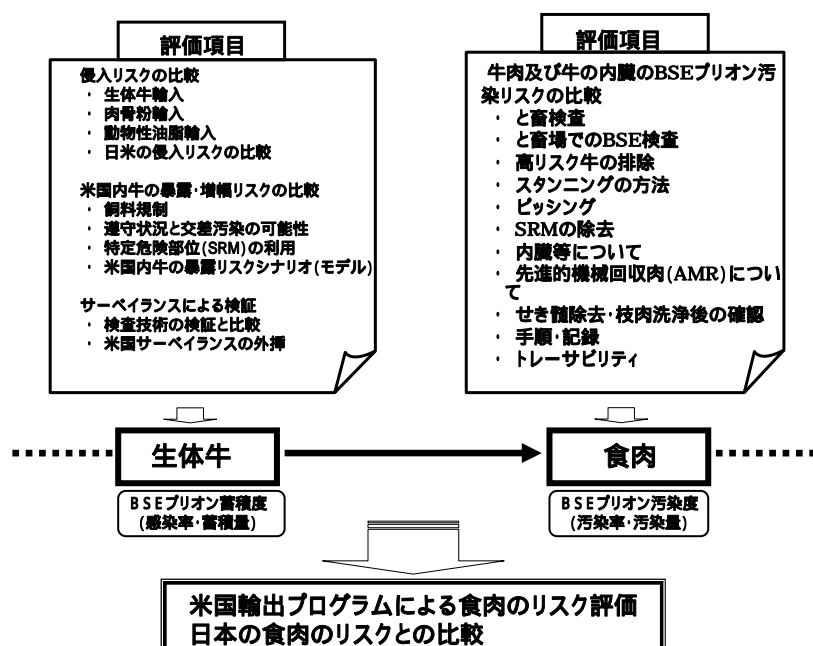 評価項目
侵入リスクの比較
・ 生体牛輸入
・ 肉骨粉輸入
・ 動物性油脂輸入
・ 日米の侵入リスクの比較
米国内牛の暴露・増幅リスクの比較
・ 飼料規制
・ 遵守状況と交差汚染の可能性
・ 特定危険部位(SRM)の利用
・ 米国内牛の暴露リスクシナリオ(モデル)
サーベイランスによる検証
・ 検査技術の検証と比較
・ 米国サーベイランスの外挿
評価項目
牛肉及び牛の内臓のBSEプリオン汚
染リスクの比較
・ と畜検査
・ と畜場でのBSE検査
・ 高リスク牛の排除
・ スタンニングの方法
・ ピッシング
・ SRMの除去
・ 内臓等について
・ 先進的機械回収肉(AMR)につい
て
・ せき髄除去・枝肉洗浄後の確認
・ 手順・記録
・ トレーサビリティ
生体牛
食肉
BSEプリオン蓄積度
(感染率・蓄積量)
BSEプリオン汚染度
(汚染率・汚染量)
米国輸出プログラムによる食肉のリスク評価
日本の食肉のリスクとの比較